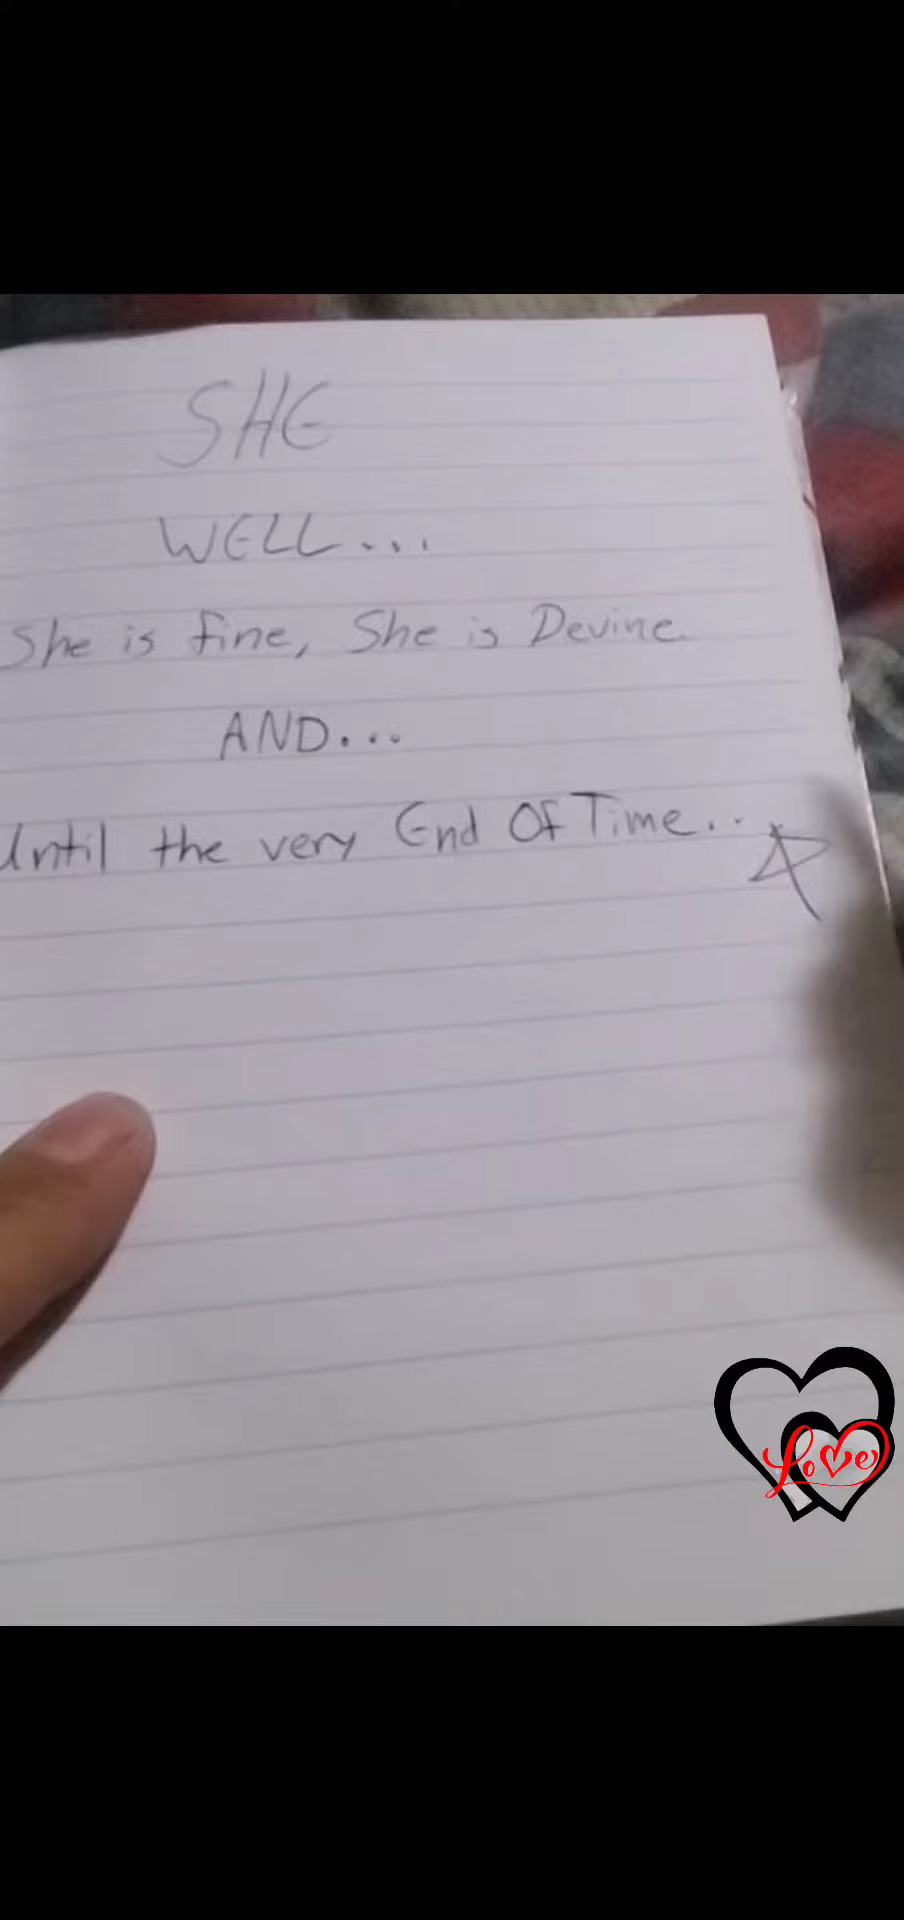 SHE
WELL...
She is fine, She is Devine.
AND...
Until the very End Of Time...
Love